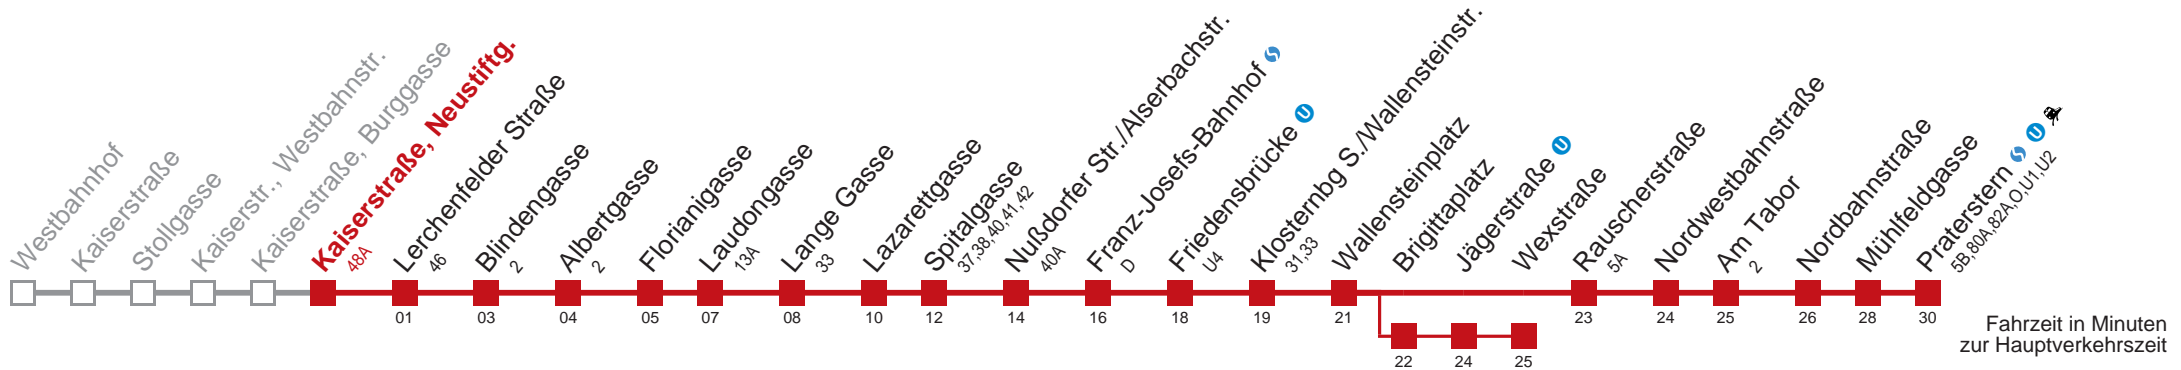 Westbahnhof
Kaiserstraße
Stollgasse
Kaiserstr., Westbahnstr.
Kaiserstraße, Burggasse
Kaiserstraße, Neustiftg.
48A
Lerchenfelder Straße
46
01
Blindengasse
2
03
Albertgasse
2
04
Florianigasse
05
Laudongasse
13A
07
Lange Gasse
33
08
Lazarettgasse
10
Spitalgasse
37,38,40,41,42
12
Nußdorfer Str./Alserbachstr.
40A
14
Franz-Josefs-Bahnhof S
D
16
Friedensbrücke U
U4
18
Klosternbg S./Wallensteinstr.
31,33
19
Wallensteinplatz
21
Brigittaplatz
22
Jägerstraße U
24
Wexstraße
25
Rauscherstraße
5A
23
Nordwestbahnstraße
24
Am Tabor
2
25
Nordbahnstraße
26
Mühlfeldgasse
28
Praterstern S U
5B,80A,82A,O,U1,U2
30
Fahrzeit in Minuten
zur Hauptverkehrszeit